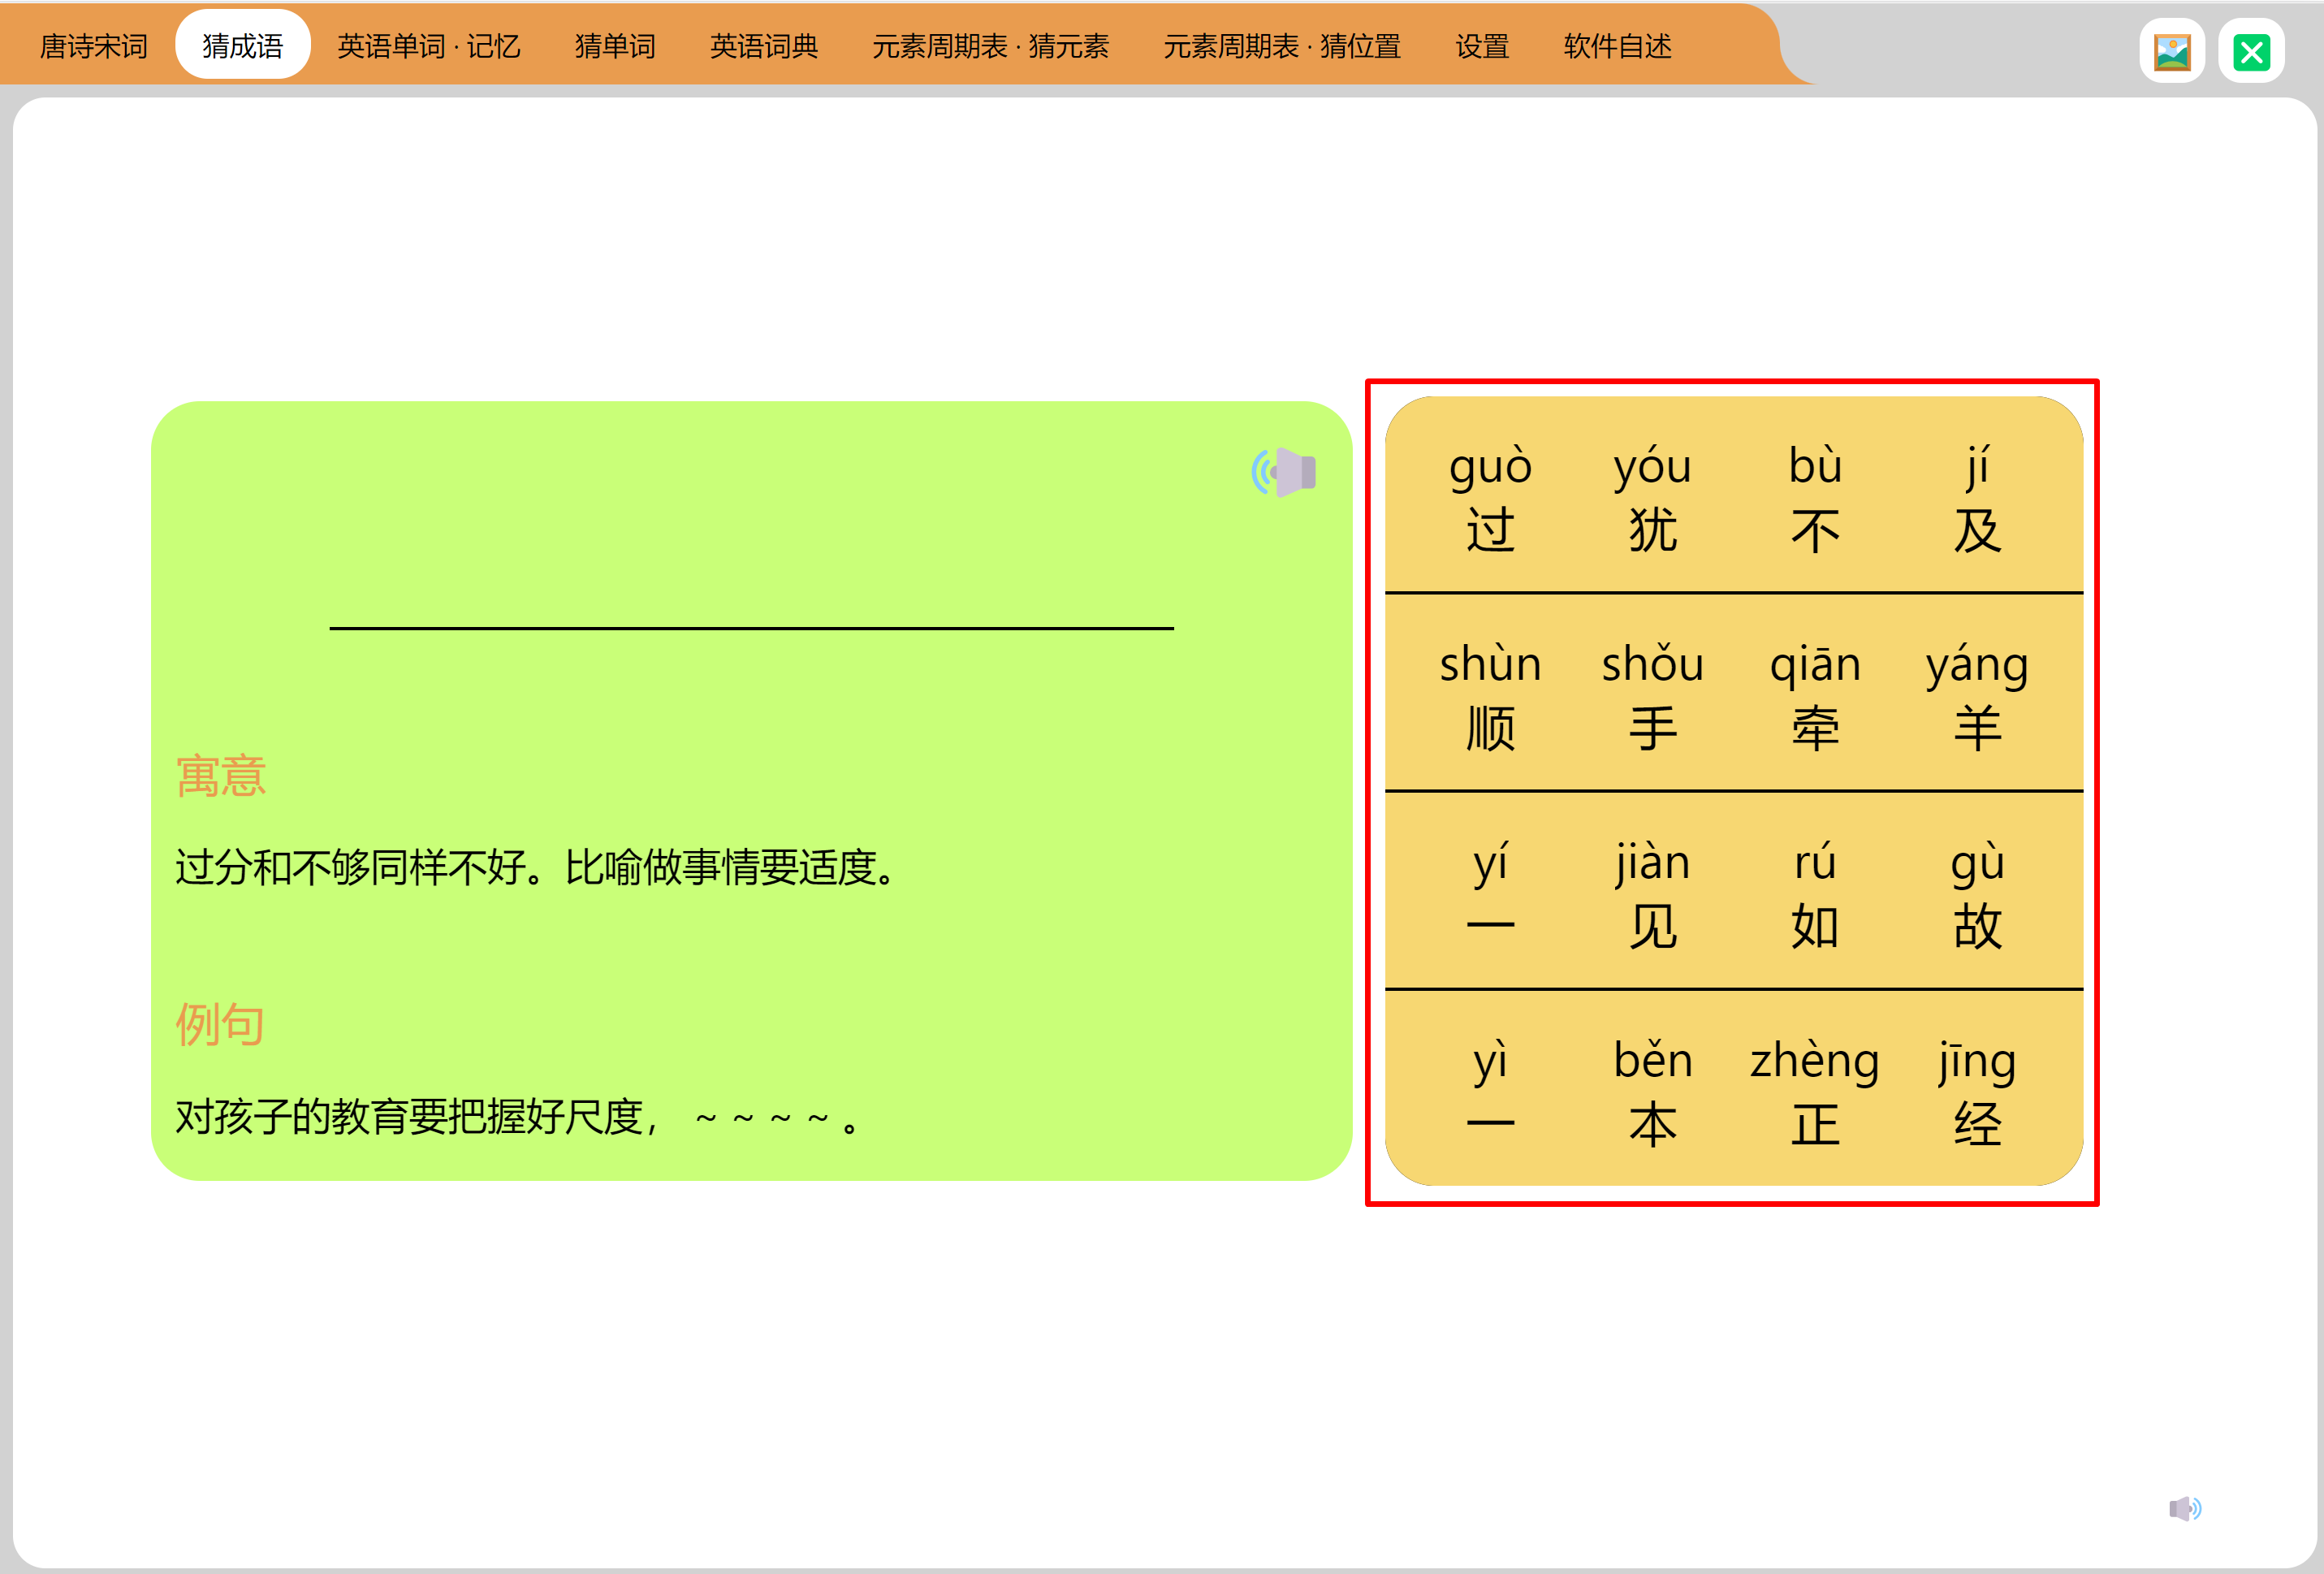 唐诗宋词 猜成语 英语单词 · 记忆 猜单词 英语词典 元素周期表 · 猜元素 元素周期表 · 猜位置 设置 软件自述
寓意
过分和不够同样不好。比喻做事情要适度。
例句
对孩子的教育要把握好尺度， ~ ~ ~ ~ 。
guò yóu bù jí
过 犹 不 及
shùn shǒu qiān yáng
顺 手 牵 羊
yí jiàn rú gù
一 见 如 故
yì běn zhèng jīng
一 本 正 经